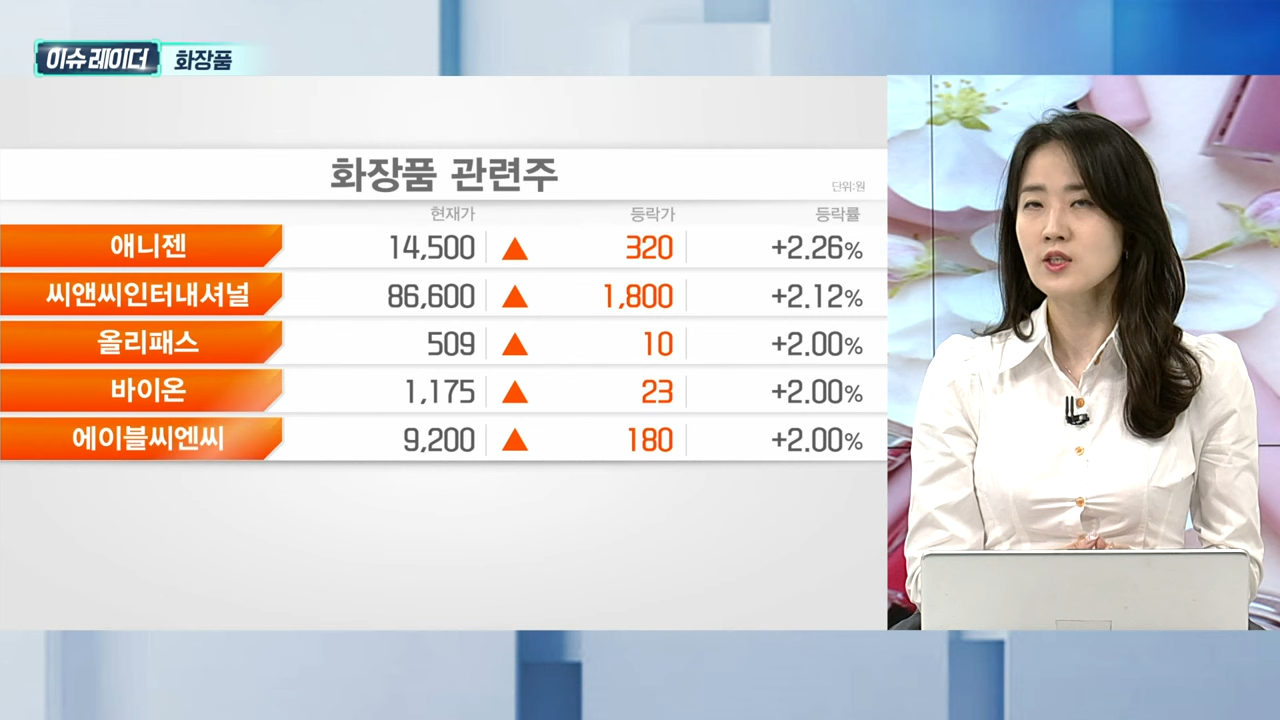 이슈레이더 화장품
화장품 관련주
단위:원
현재가 등락가 등락률
애니젠 14,500 ▲ 320 +2.26%
씨앤씨인터내셔널 86,600 ▲ 1,800 +2.12%
올리패스 509 ▲ 10 +2.00%
바이온 1,175 ▲ 23 +2.00%
에이블씨엔씨 9,200 ▲ 180 +2.00%